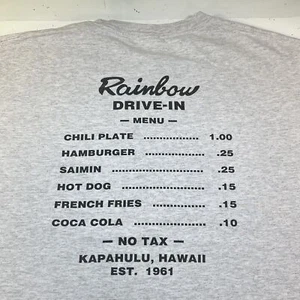 Rainbow
DRIVE-IN
— MENU —
CHILI PLATE ................ 1.00
HAMBURGER ................ .25
SAIMIN ........................ .25
HOT DOG .................... .15
FRENCH FRIES ............. .15
COCA COLA ................ .10
— NO TAX —
KAPAHULU, HAWAII
EST. 1961